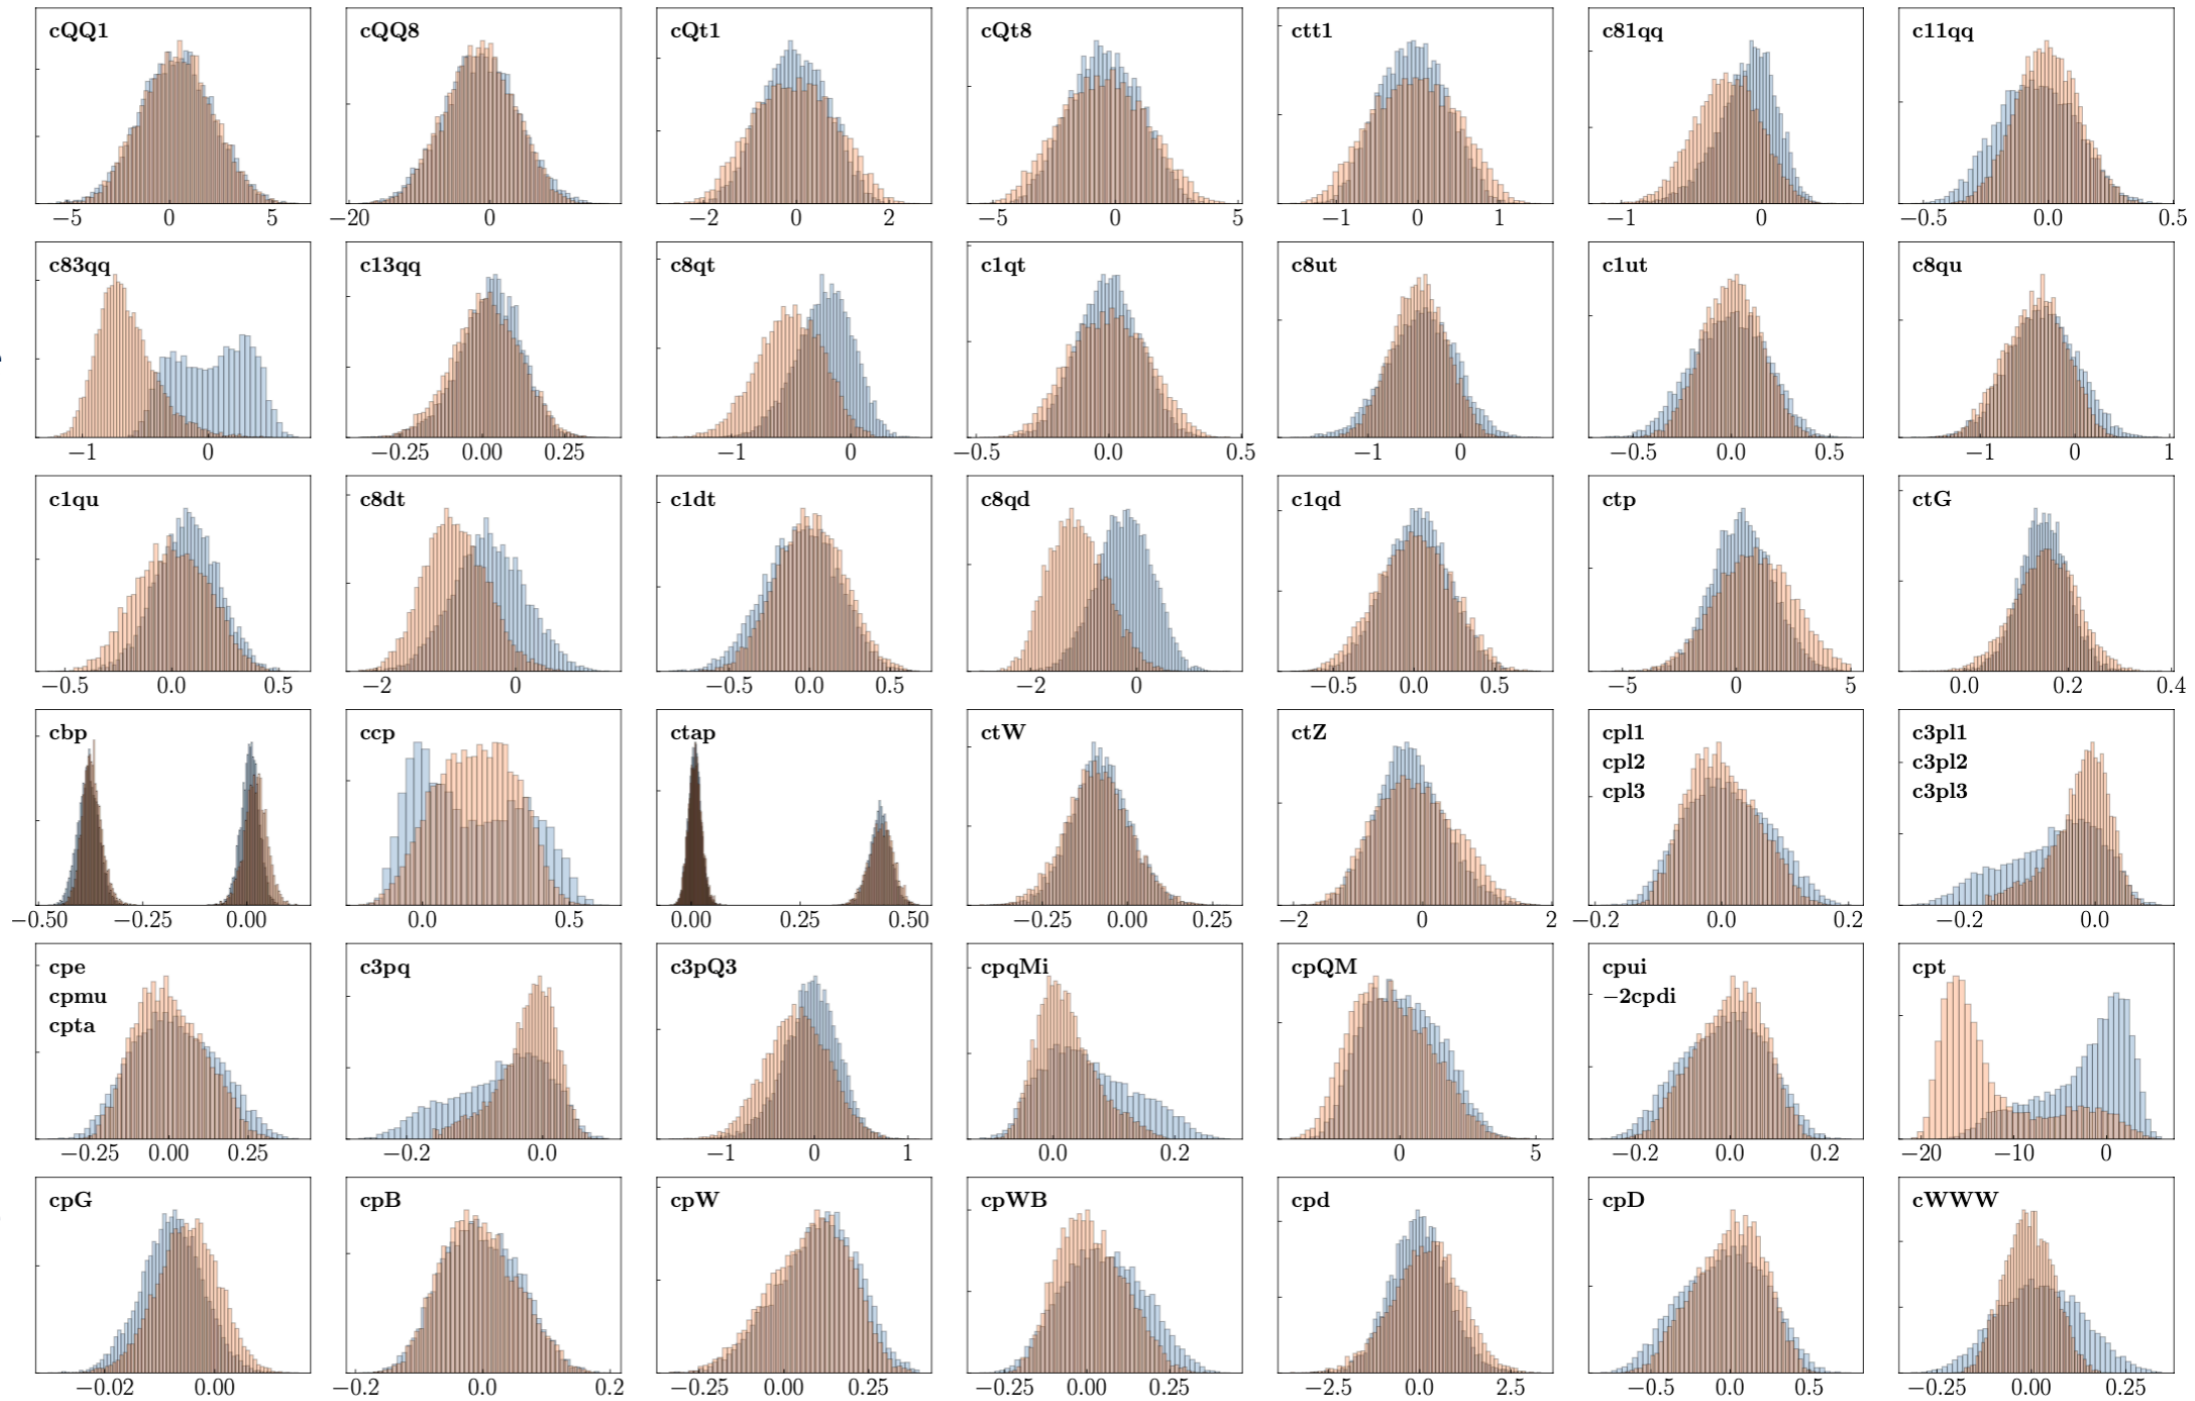 cQQ1
cQQ8
cQt1
cQt8
ctt1
c81qq
c11qq
−5 0 5
−20 0
−2 0 2
−5 0 5
−1 0 1
−1 0
−0.5 0.0 0.5
c83qq
c13qq
c8qt
c1qt
c8ut
c1ut
c8qu
−1 0
−0.25 0.00 0.25
−1 0
−0.5 0.0 0.5
−1 0
−0.5 0.0 0.5
−1 0 1
c1qu
c8dt
c1dt
c8qd
c1qd
ctp
ctG
−0.5 0.0 0.5
−2 0
−0.5 0.0 0.5
−2 0
−0.5 0.0 0.5
−5 0 5
0.0 0.2 0.4
cbp
ccp
ctap
ctW
ctZ
cpl1
cpl2
cpl3
c3pl1
c3pl2
c3pl3
−0.50 −0.25 0.00
0.0 0.5
0.00 0.25 0.50
−0.25 0.00 0.25
−2 0 2
−0.2 0.0 0.2
−0.2 0.0
cpe
cpmu
cpta
c3pq
c3pQ3
cpqMi
cpQM
cpui
−2cpdi
cpt
−0.25 0.00 0.25
−0.2 0.0
−1 0 1
0.0 0.2
0 5
−0.2 0.0 0.2
−20 −10 0
cpG
cpB
cpW
cpWB
cpd
cpD
cWWW
−0.02 0.00
−0.2 0.0 0.2
−0.25 0.00 0.25
−0.25 0.00 0.25
−2.5 0.0 2.5
−0.5 0.0 0.5
−0.25 0.00 0.25